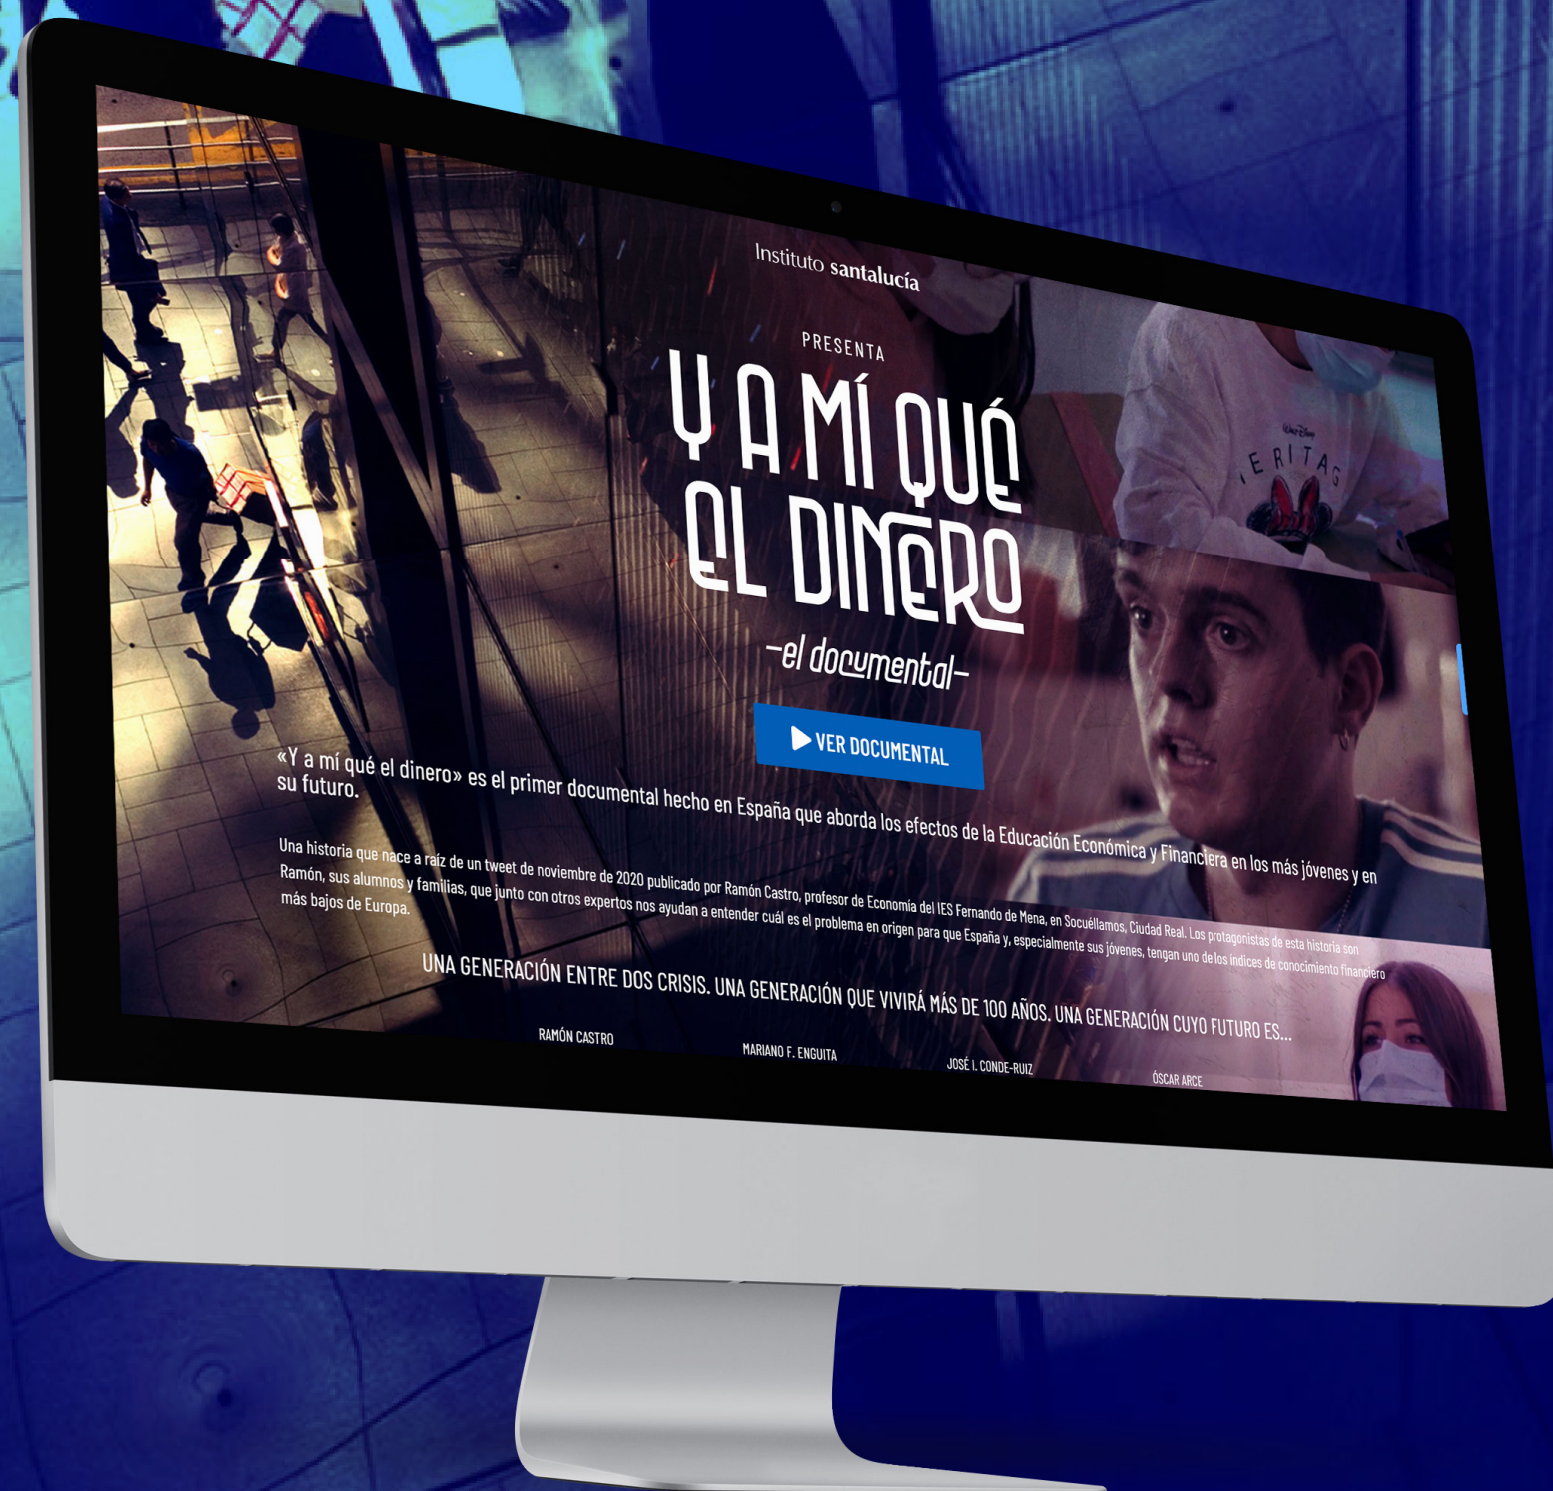 Instituto santalucía
PRESENTA
Y A MÍ QUÉ
EL DINERO
–el documental–
VER DOCUMENTAL
«Y a mí qué el dinero» es el primer documental hecho en España que aborda los efectos de la Educación Económica y Financiera en los más jóvenes y en
su futuro.
Una historia que nace a raíz de un tweet de noviembre de 2020 publicado por Ramón Castro, profesor de Economía del IES Fernando de Mena, en Socuéllamos, Ciudad Real. Los protagonistas de esta historia son
Ramón, sus alumnos y familias, que junto con otros expertos nos ayudan a entender cuál es el problema en origen para que España y, especialmente sus jóvenes, tengan uno de los índices de conocimiento financiero
más bajos de Europa.
UNA GENERACIÓN ENTRE DOS CRISIS. UNA GENERACIÓN QUE VIVIRÁ MÁS DE 100 AÑOS. UNA GENERACIÓN CUYO FUTURO ES...
RAMÓN CASTRO MARIANO F. ENGUITA JOSÉ I. CONDE-RUIZ ÓSCAR ARCE
Walt Disney
ERITAG